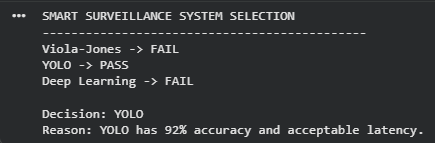 SMART SURVEILLANCE SYSTEM SELECTION
---------------------------------------------
Viola-Jones -> FAIL
YOLO -> PASS
Deep Learning -> FAIL
Decision: YOLO
Reason: YOLO has 92% accuracy and acceptable latency.